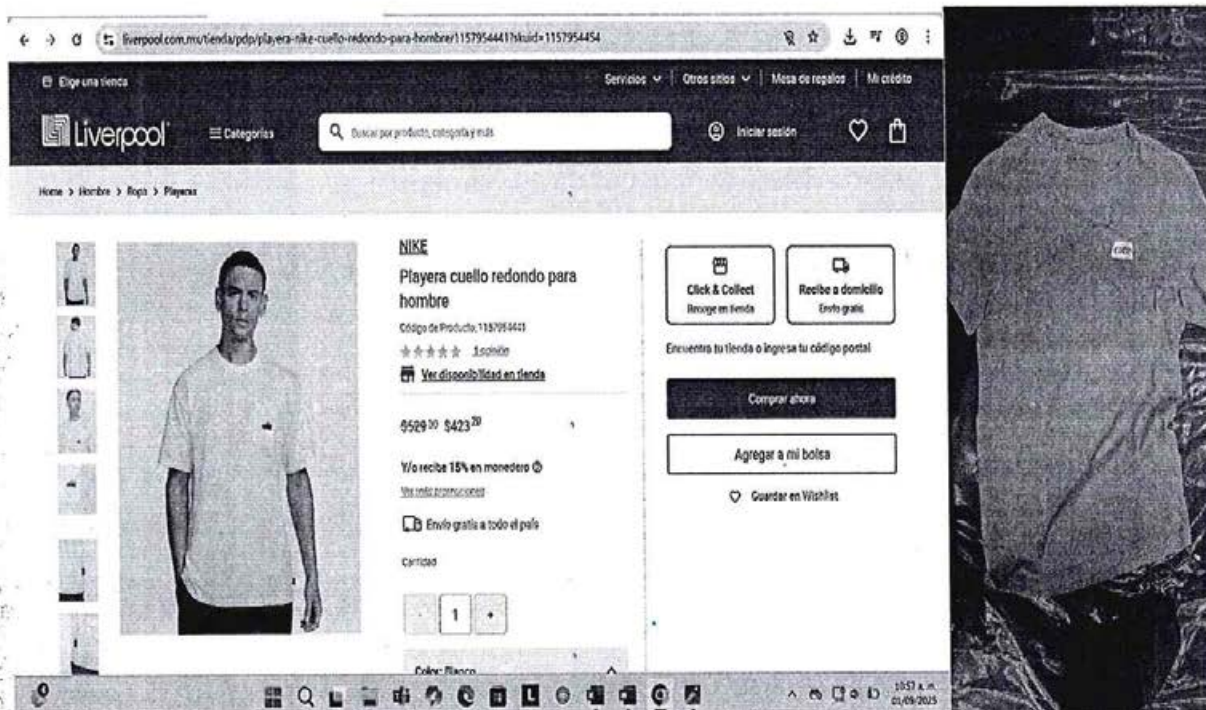 liverpool.com.mx/tienda/pdp/playera-nike-cuello-redondo-para-hombre/1157954441?skuid=1157954454
Elige una tienda
Servicios
Otros sitios
Mesa de regalos
Mi crédito
Liverpool
Categorías
Buscar por producto, categoría y más
Iniciar sesión
Home > Hombre > Ropa > Playeras
NIKE
Playera cuello redondo para
hombre
Código de Producto: 1157954441
1 opinión
Ver disponibilidad en tienda
$529.00 $423.20
Y/o recibe 15% en monedero
Ver más promociones
Envío gratis a todo el país
Cantidad
- 1 +
Color: Blanco
Click & Collect
Recoge en tienda
Recibe a domicilio
Envío gratis
Encuentra tu tienda o ingresa tu código postal
Comprar ahora
Agregar a mi bolsa
Guardar en Wishlist
10:57 a. m.
01/09/2025